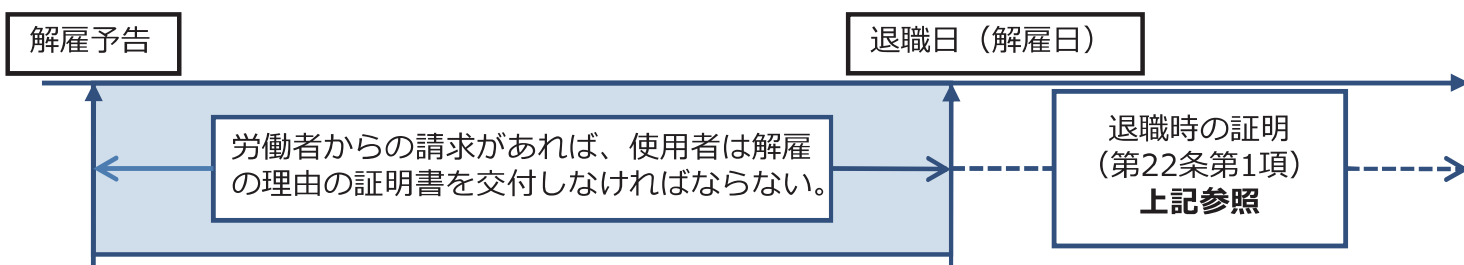 解雇予告
退職日（解雇日）
労働者からの請求があれば、使用者は解雇
の理由の証明書を交付しなければならない。
退職時の証明
（第22条第1項）
上記参照